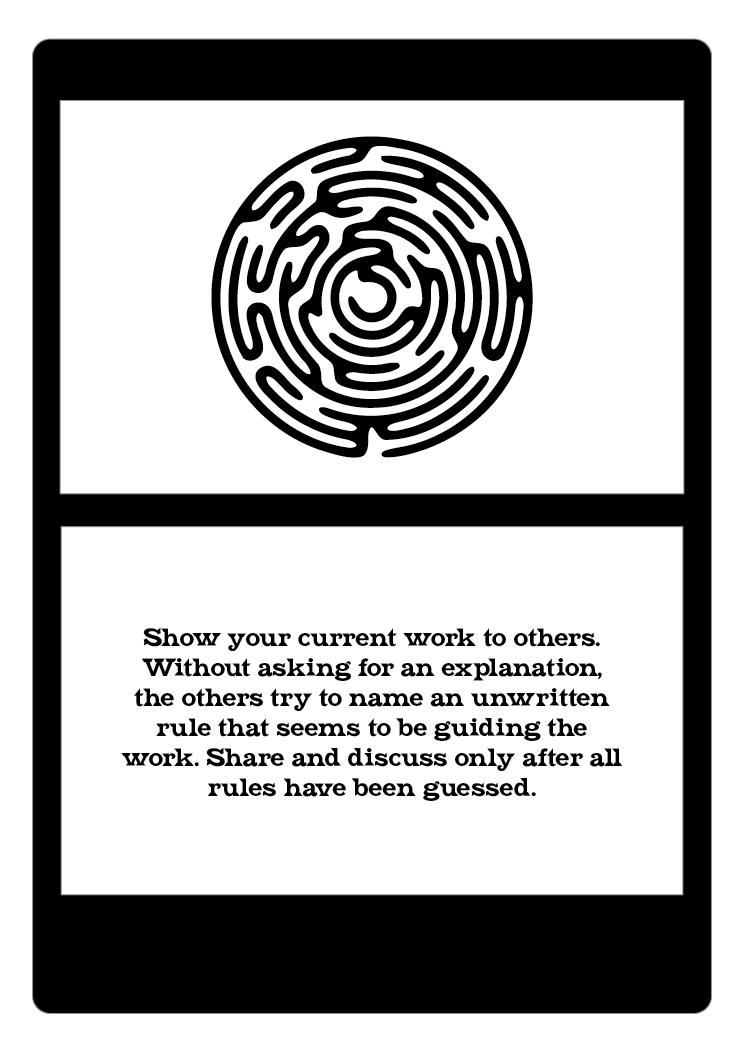 Show your current work to others.
Without asking for an explanation,
the others try to name an unwritten
rule that seems to be guiding the
work. Share and discuss only after all
rules have been guessed.